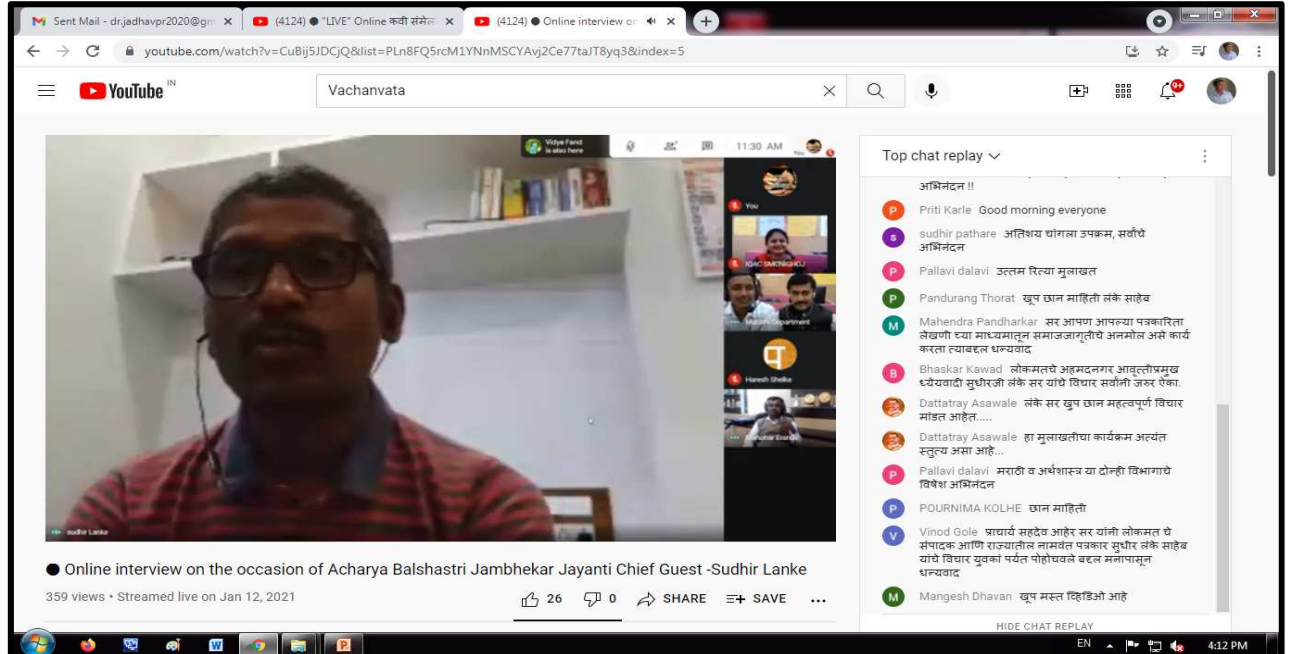 Sent Mail - dr.jadhavpr2020@gm
(4124) ● "LIVE" Online कवी संमेल
(4124) ● Online interview on
youtube.com/watch?v=CuBij5JDCjQ&list=PLn8FQ5rcM1YNnMSCYAvj2Ce77taJT8yq3&index=5
YouTube IN
Vachanvata
9+
Vidya Fand
is also here
11:30 AM
You
You
IQAC SMCNIGHOJ
Marathi Department
प
Haresh Shelke
sudhir Lanke
Top chat replay
अभिनंदन !!
P Priti Karle Good morning everyone
s sudhir pathare अतिशय चांगला उपक्रम, सर्वांचे
अभिनंदन
P Pallavi dalavi उत्तम रित्या मुलाखत
P Pandurang Thorat खूप छान माहिती लंके साहेब
M Mahendra Pandharkar सर आपण आपल्या पत्रकारिता
लेखणी च्या माध्यमातून समाजजागृतीचे अनमोल असे कार्य
करता त्याबद्दल धन्यवाद
B Bhaskar Kawad लोकमतचे अहमदनगर आवृत्तीप्रमुख
ध्येयवादी सुधीरजी लंके सर यांचे विचार सर्वांनी जरुर ऐका.
Dattatray Asawale लंके सर खुप छान महत्वपूर्ण विचार
मांडत आहेत.....
Dattatray Asawale हा मुलाखतीचा कार्यक्रम अत्यंत
स्तुत्य असा आहे...
P Pallavi dalavi मराठी व अर्थशास्त्र या दोन्ही विभागाचे
विषेश अभिनंदन
P POURNIMA KOLHE छान माहिती
V Vinod Gole प्राचार्य सहदेव आहेर सर यांनी लोकमत चे
संपादक आणि राज्यातील नामवंत पत्रकार सुधीर लंके साहेब
यांचे विचार युवकां पर्यंत पोहोचवले बद्दल मनापासून
धन्यवाद
M Mangesh Dhavan खूप मस्त व्हिडिओ आहे
HIDE CHAT REPLAY
● Online interview on the occasion of Acharya Balshastri Jambhekar Jayanti Chief Guest -Sudhir Lanke
359 views • Streamed live on Jan 12, 2021
26 0 SHARE SAVE ...
EN 4:12 PM